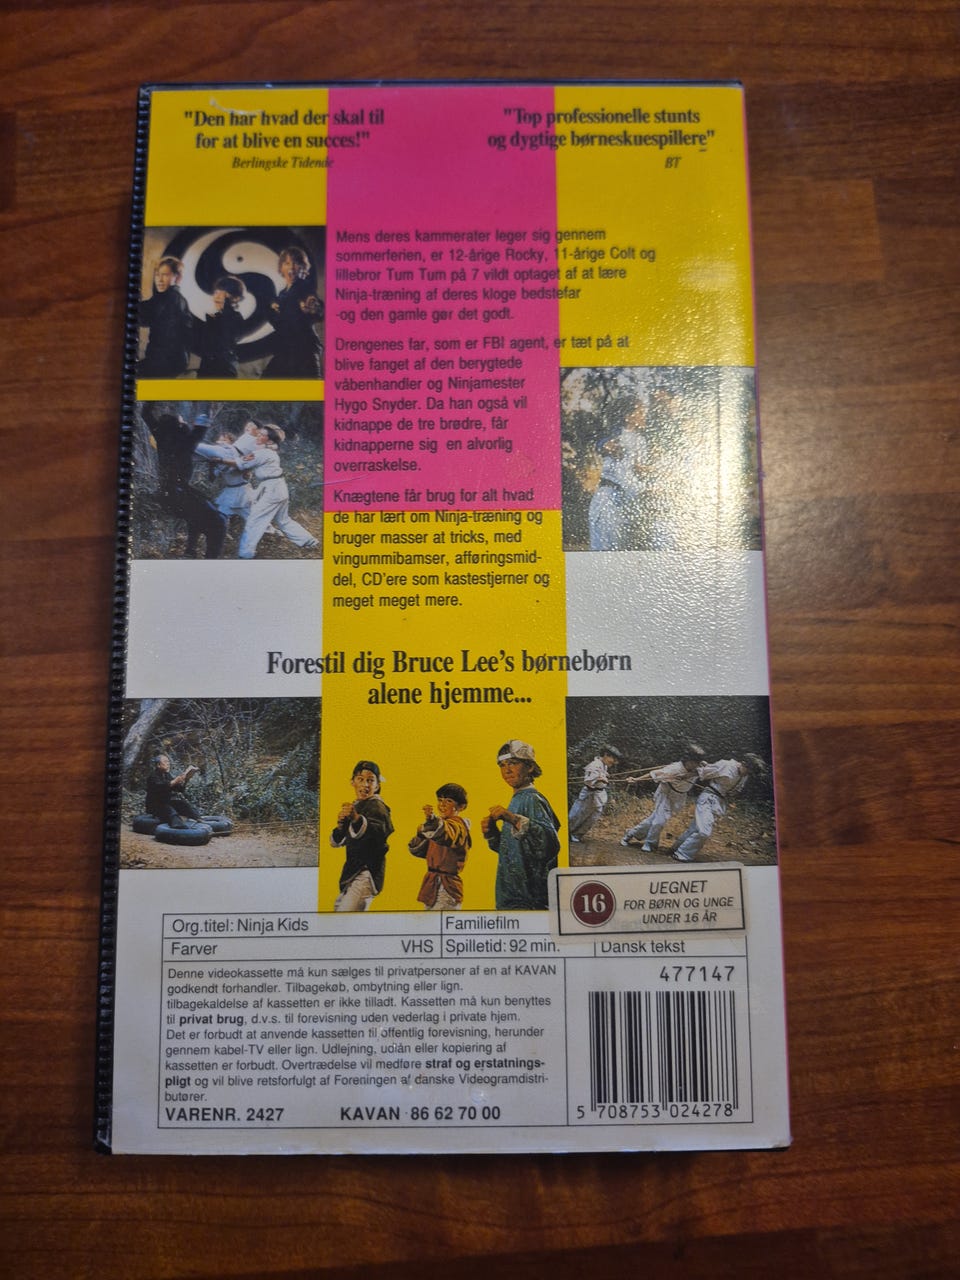 "Den har hvad der skal til
for at blive en succes!"
Berlingske Tidende
"Top professionelle stunts
og dygtige børneskuespillere"
BT
Mens deres kammerater leger sig gennem
sommerferien, er 12-årige Rocky, 11-årige Colt og
lillebror Tum Tum på 7 vildt optaget af at lære
Ninja-træning af deres kloge bedstefar
-og den gamle gør det godt.
Drengenes far, som er FBI agent, er tæt på at
blive fanget af den berygtede
våbenhandler og Ninjamester
Hygo Snyder. Da han også vil
kidnappe de tre brødre, får
kidnapperne sig en alvorlig
overraskelse.
Knægtene får brug for alt hvad
de har lært om Ninja-træning og
bruger masser at tricks, med
vingummibamser, afføringsmid-
del, CD'ere som kastestjerner og
meget meget mere.
Forestil dig Bruce Lee's børnebørn
alene hjemme...
16
UEGNET
FOR BØRN OG UNGE
UNDER 16 ÅR
Org.titel: Ninja Kids
Familiefilm
Farver
VHS
Spilletid: 92 min.
Dansk tekst
Denne videokassette må kun sælges til privatpersoner af en af KAVAN
godkendt forhandler. Tilbagekøb, ombytning eller lign.
tilbagekaldelse af kassetten er ikke tilladt. Kassetten må kun benyttes
til privat brug, d.v.s. til forevisning uden vederlag i private hjem.
Det er forbudt at anvende kassetten til offentlig forevisning, herunder
gennem kabel-TV eller lign. Udlejning, udlån eller kopiering af
kassetten er forbudt. Overtrædelse vil medføre straf og erstatnings-
pligt og vil blive retsforfulgt af Foreningen af danske Videogramdistri-
butører.
VARENR. 2427
KAVAN 86 62 70 00
477147
5 708753 024278